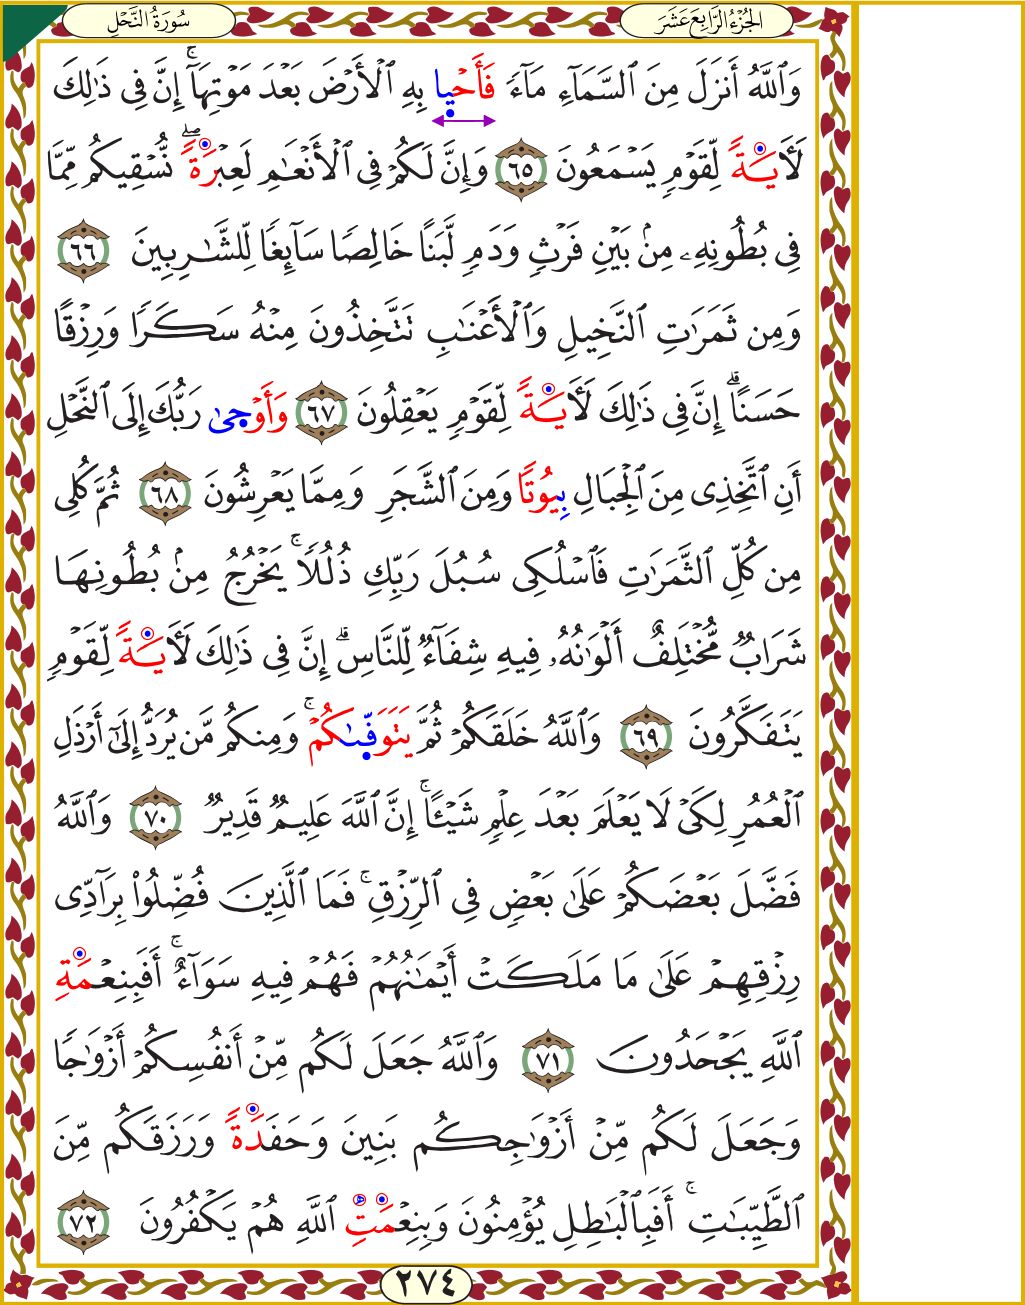 الجُزْءُ الرَّابِعَ عَشَرَ
سُورَةُ النَّحْلِ
وَٱللَّهُ أَنزَلَ مِنَ ٱلسَّمَآءِ مَآءٗ فَأَحۡيا بِهِ ٱلۡأَرۡضَ بَعۡدَ مَوۡتِهَآۚ إِنَّ فِي ذَٰلِكَ
لَأٓيَةٗ لِّقَوۡمٖ يَسۡمَعُونَ ٦٥ وَإِنَّ لَكُمۡ فِي ٱلۡأَنۡعَٰمِ لَعِبۡرَةٗۖ نُّسۡقِيكُم مِّمَّا
فِي بُطُونِهِۦ مِنۢ بَيۡنِ فَرۡثٖ وَدَمٖ لَّبَنًا خَالِصٗا سَآئِغٗا لِّلشَّٰرِبِينَ ٦٦
وَمِن ثَمَرَٰتِ ٱلنَّخِيلِ وَٱلۡأَعۡنَٰبِ تَتَّخِذُونَ مِنۡهُ سَكَرٗا وَرِزۡقًا
حَسَنًاۗ إِنَّ فِي ذَٰلِكَ لَأٓيَةٗ لِّقَوۡمٖ يَعۡقِلُونَ ٦٧ وَأَوۡحىٰ رَبُّكَ إِلَى ٱلنَّحۡلِ
أَنِ ٱتَّخِذِي مِنَ ٱلۡجِبَالِ بِيُوتٗا وَمِنَ ٱلشَّجَرِ وَمِمَّا يَعۡرِشُونَ ٦٨ ثُمَّ كُلِي
مِن كُلِّ ٱلثَّمَرَٰتِ فَٱسۡلُكِي سُبُلَ رَبِّكِ ذُلُلٗاۚ يَخۡرُجُ مِنۢ بُطُونِهَا
شَرَابٞ مُّخۡتَلِفٌ أَلۡوَٰنُهُۥ فِيهِ شِفَآءٞ لِّلنَّاسِۗ إِنَّ فِي ذَٰلِكَ لَأٓيَةٗ لِّقَوۡمٖ
يَتَفَكَّرُونَ ٦٩ وَٱللَّهُ خَلَقَكُمۡ ثُمَّ يَتَوَفّىٰكُمۡۚ وَمِنكُم مَّن يُرَدُّ إِلَىٰٓ أَرۡذَلِ
ٱلۡعُمُرِ لِكَيۡ لَا يَعۡلَمَ بَعۡدَ عِلۡمٖ شَيۡـًٔاۚ إِنَّ ٱللَّهَ عَلِيمٞ قَدِيرٞ ٧٠ وَٱللَّهُ
فَضَّلَ بَعۡضَكُمۡ عَلَىٰ بَعۡضٖ فِي ٱلرِّزۡقِۚ فَمَا ٱلَّذِينَ فُضِّلُواْ بِرَآدِّي
رِزۡقِهِمۡ عَلَىٰ مَا مَلَكَتۡ أَيۡمَٰنُهُمۡ فَهُمۡ فِيهِ سَوَآءٌۚ أَفَبِنِعۡمَةِ
ٱللَّهِ يَجۡحَدُونَ ٧١ وَٱللَّهُ جَعَلَ لَكُم مِّنۡ أَنفُسِكُمۡ أَزۡوَٰجٗا
وَجَعَلَ لَكُم مِّنۡ أَزۡوَٰجِكُم بَنِينَ وَحَفَدَةٗ وَرَزَقَكُم مِّنَ
ٱلطَّيِّبَٰتِۚ أَفَبِٱلۡبَٰطِلِ يُؤۡمِنُونَ وَبِنِعۡمَتِ ٱللَّهِ هُمۡ يَكۡفُرُونَ ٧٢
٢٧٤